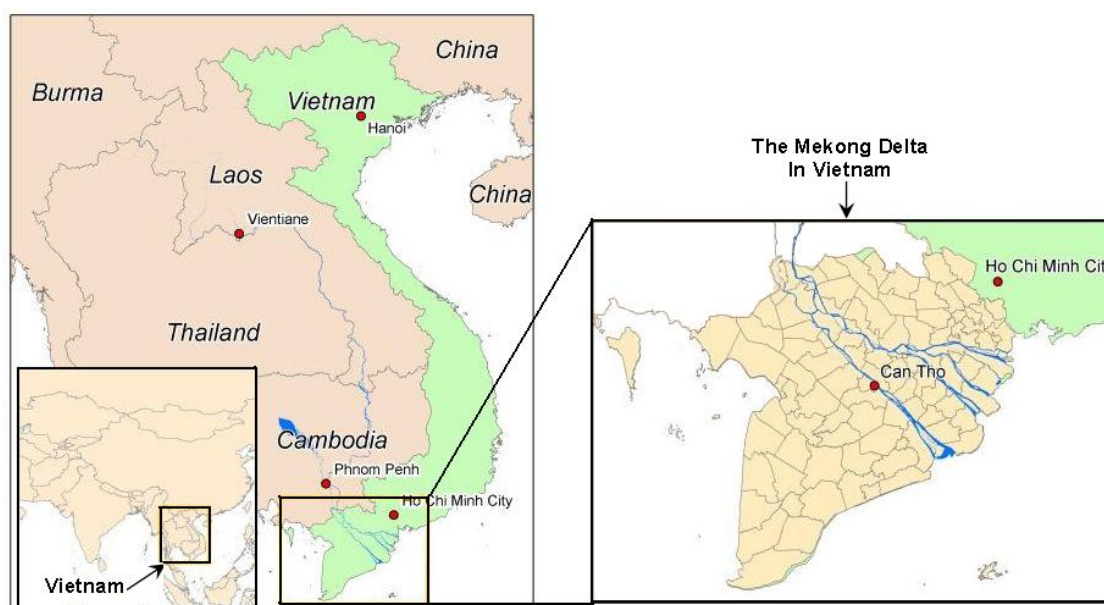 China
Burma
Vietnam
Hanoi
Laos
China
Vientiane
Thailand
Cambodia
Phnom Penh
Ho Chi Minh City
Vietnam
The Mekong Delta
In Vietnam
Ho Chi Minh Cit
Can Tho